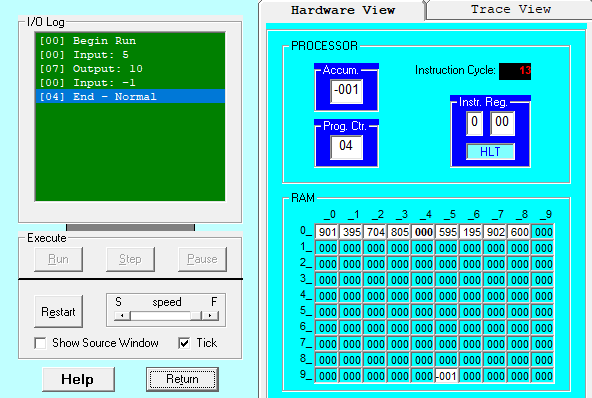 I/O Log
[00] Begin Run
[00] Input: 5
[07] Output: 10
[00] Input: -1
[04] End - Normal
Execute
Run Step Pause
Restart
S speed F
Show Source Window Tick
Help Return
Hardware View Trace View
PROCESSOR
Accum.
-001
Instruction Cycle: 13
Prog. Ctr.
04
Instr. Reg.
0 00
HLT
RAM
_0 _1 _2 _3 _4 _5 _6 _7 _8 _9
0_ 901 395 704 805 000 595 195 902 600 000
1_ 000 000 000 000 000 000 000 000 000 000
2_ 000 000 000 000 000 000 000 000 000 000
3_ 000 000 000 000 000 000 000 000 000 000
4_ 000 000 000 000 000 000 000 000 000 000
5_ 000 000 000 000 000 000 000 000 000 000
6_ 000 000 000 000 000 000 000 000 000 000
7_ 000 000 000 000 000 000 000 000 000 000
8_ 000 000 000 000 000 000 000 000 000 000
9_ 000 000 000 000 000 -001 000 000 000 000